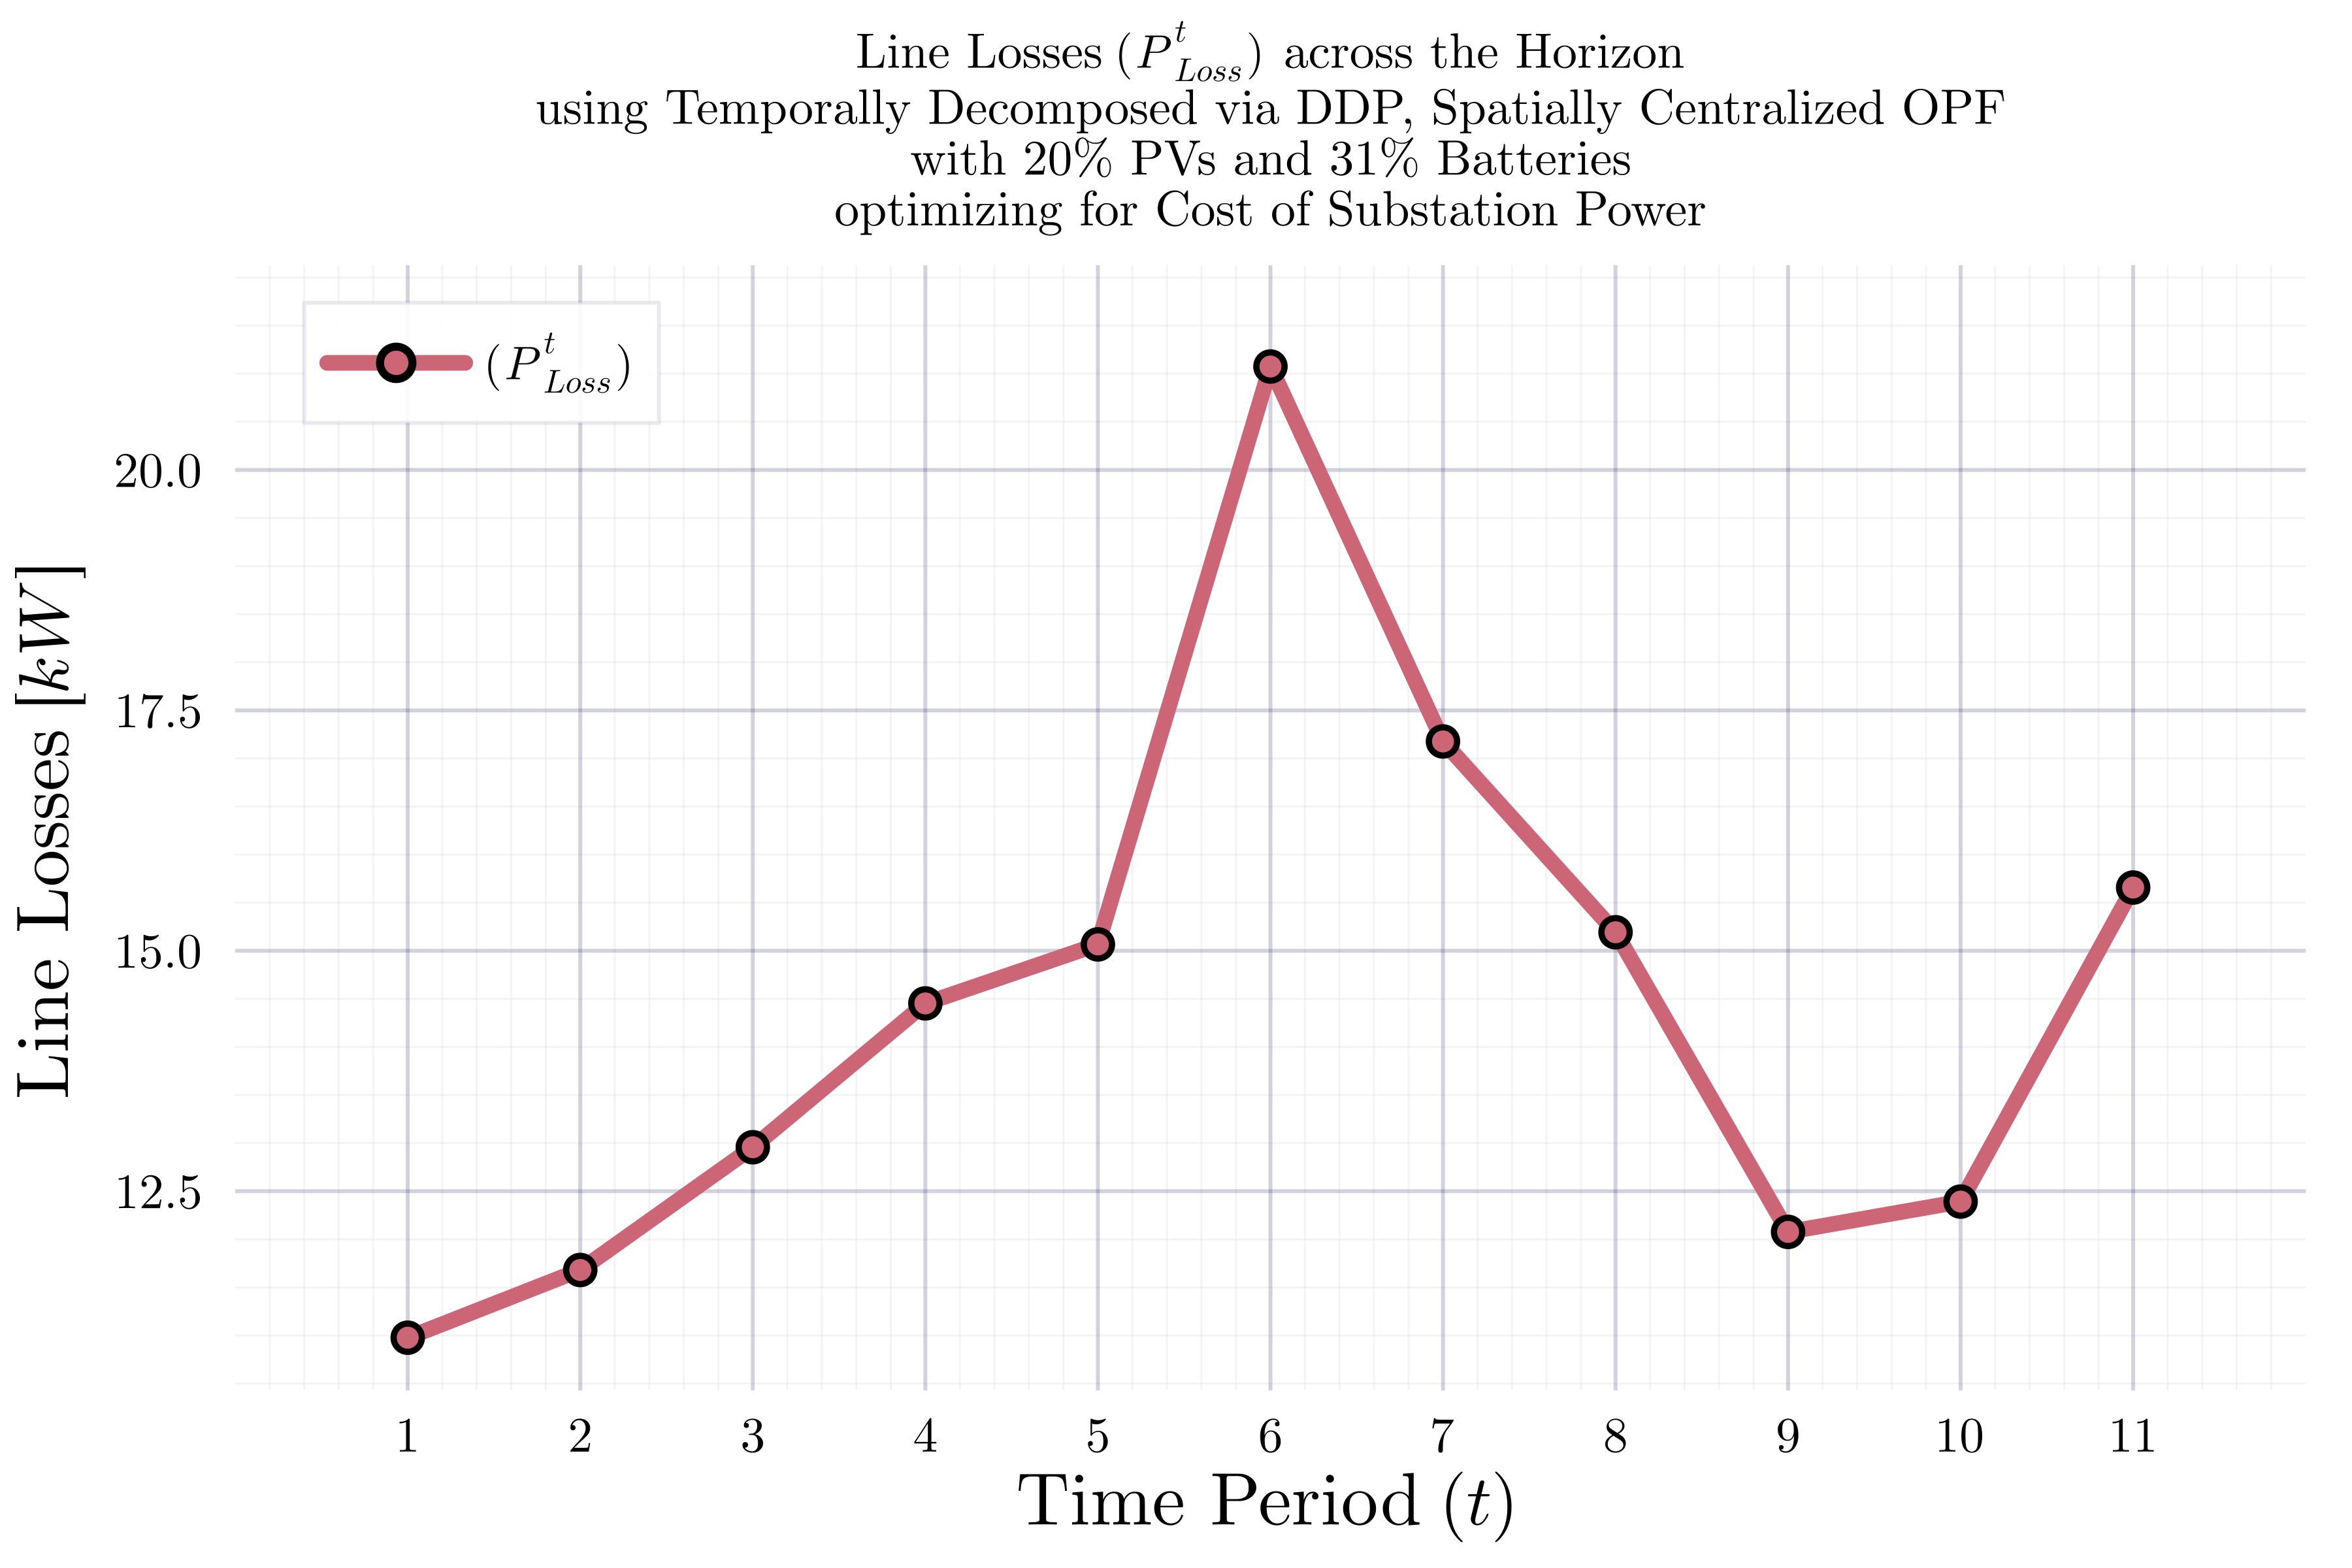 Line Losses (P^t_Loss) across the Horizon
using Temporally Decomposed via DDP, Spatially Centralized OPF
with 20% PVs and 31% Batteries
optimizing for Cost of Substation Power
(P^t_Loss)
Line Losses [kW]
20.0
17.5
15.0
12.5
1 2 3 4 5 6 7 8 9 10 11
Time Period (t)